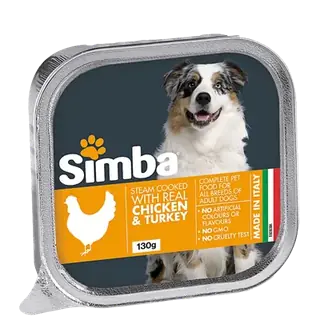 Simba
STEAM COOKED
WITH REAL
CHICKEN
& TURKEY
130g
COMPLETE PET
FOOD FOR
ALL BREEDS OF
ADULT DOGS
• NO ARTIFICIAL
COLOURS OR
FLAVOURS
• NO GMO
• NO CRUELTY TEST
MADE IN ITALY